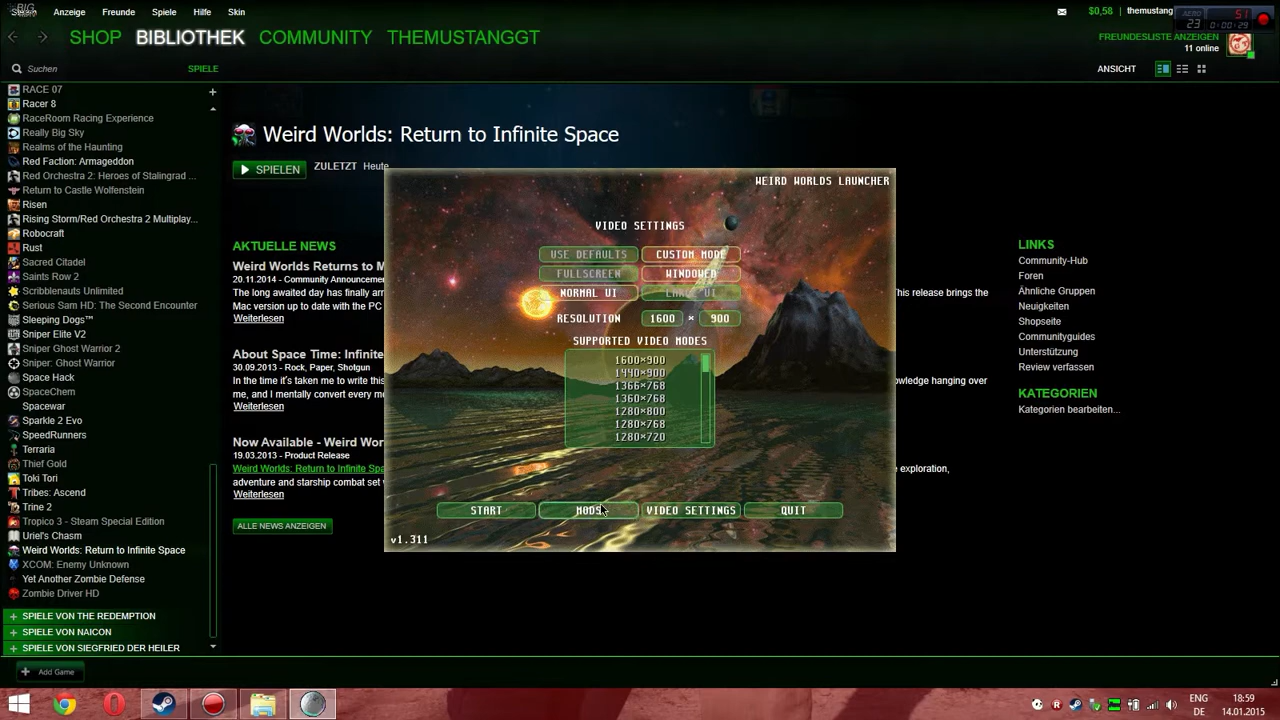 Anzeige Freunde Spiele Hilfe Skin
$0,58 themustang
AERO 23 51 0:00:29
SHOP BIBLIOTHEK COMMUNITY THEMUSTANGGT
FREUNDESLISTE ANZEIGEN
11 online
Suchen SPIELE
ANSICHT
RACE 07
Racer 8
RaceRoom Racing Experience
Really Big Sky
Realms of the Haunting
Red Faction: Armageddon
Red Orchestra 2: Heroes of Stalingrad ...
Return to Castle Wolfenstein
Risen
Rising Storm/Red Orchestra 2 Multiplay...
Robocraft
Rust
Sacred Citadel
Saints Row 2
Scribblenauts Unlimited
Serious Sam HD: The Second Encounter
Sleeping Dogs™
Sniper Elite V2
Sniper Ghost Warrior 2
Sniper: Ghost Warrior
Space Hack
SpaceChem
Spacewar
Sparkle 2 Evo
SpeedRunners
Terraria
Thief Gold
Toki Tori
Tribes: Ascend
Trine 2
Tropico 3 - Steam Special Edition
Uriel's Chasm
Weird Worlds: Return to Infinite Space
XCOM: Enemy Unknown
Yet Another Zombie Defense
Zombie Driver HD
SPIELE VON THE REDEMPTION
SPIELE VON NAICON
SPIELE VON SIEGFRIED DER HEILER
Add Game
Weird Worlds: Return to Infinite Space
SPIELEN ZULETZT Heute
AKTUELLE NEWS
Weird Worlds Returns to M
20.11.2014 - Community Announcemen
The long awaited day has finally arr
This release brings the
version up to date with the PC
Weiterlesen
About Space Time: Infinite
30.09.2013 - Rock, Paper, Shotgun
In the time it's taken me to write this
owledge hanging over
me, and I mentally convert every m
Weiterlesen
Now Available - Weird Wor
19.03.2013 - Product Release
Weird Worlds: Return to Infinite Spa
exploration,
adventure and starship combat set
Weiterlesen
ALLE NEWS ANZEIGEN
WEIRD WORLDS LAUNCHER
VIDEO SETTINGS
USE DEFAULTS CUSTOM MODE
FULLSCREEN WINDOWED
NORMAL UI LARGE UI
RESOLUTION 1600 × 900
SUPPORTED VIDEO MODES
1600×900
1440×900
1366×768
1360×768
1280×800
1280×768
1280×720
START MODS VIDEO SETTINGS QUIT
v1.311
LINKS
Community-Hub
Foren
Ähnliche Gruppen
Neuigkeiten
Shopseite
Communityguides
Unterstützung
Review verfassen
KATEGORIEN
Kategorien bearbeiten...
ENG 18:59
DE 14.01.2015